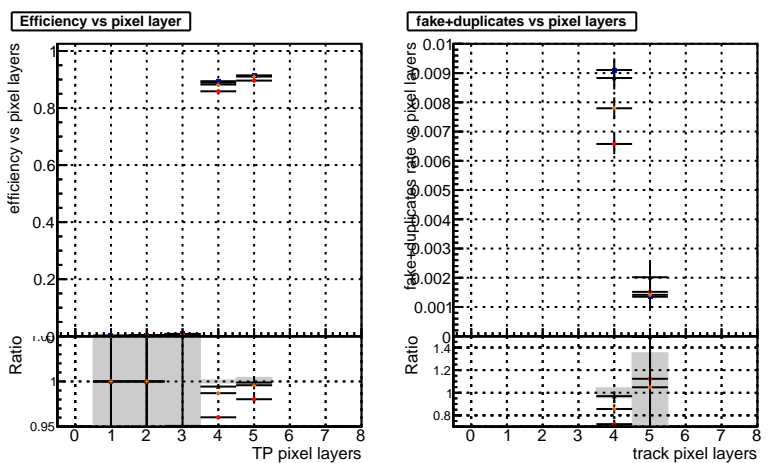 Efficiency vs pixel layer
efficiency vs pixel layers
1
0.8
0.6
0.4
0.2
0
Ratio
1
0.95
0 1 2 3 4 5 6 7 8
TP pixel layers
fake+duplicates vs pixel layers
fake+duplicates rate vs pixel layers
0.01
0.009
0.008
0.007
0.006
0.005
0.004
0.003
0.002
0.001
0
Ratio
1.4
1.2
1
0.8
0 1 2 3 4 5 6 7 8
track pixel layers